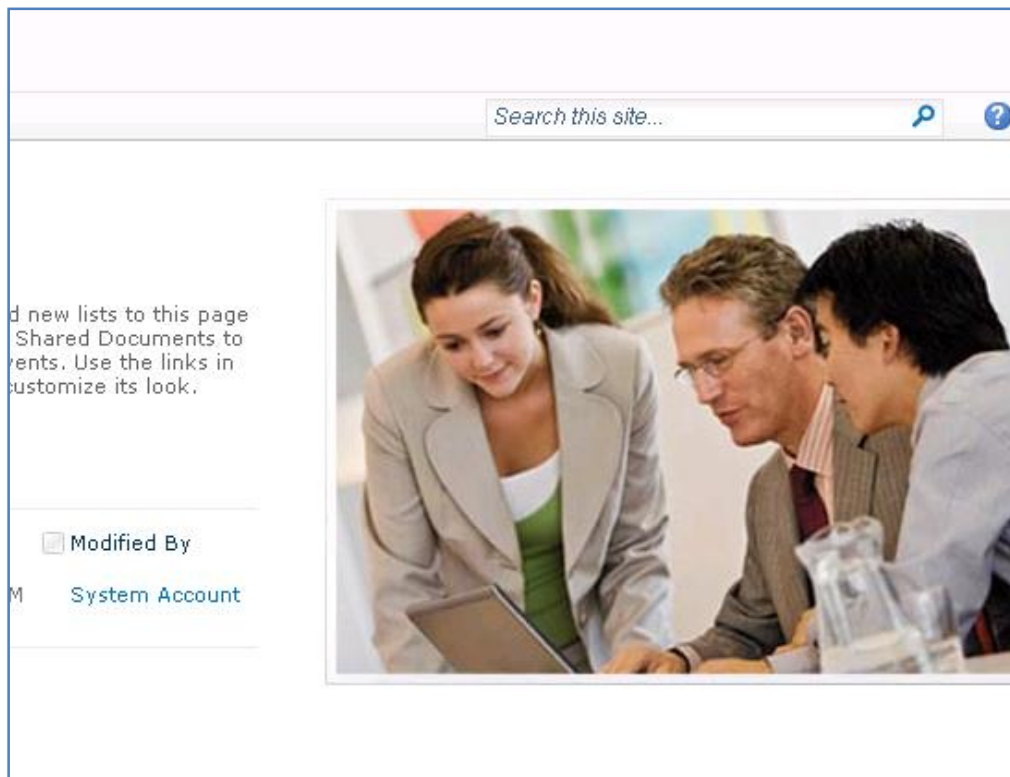 Search this site...
?
d new lists to this page
Shared Documents to
vents. Use the links in
customize its look.
Modified By
M System Account